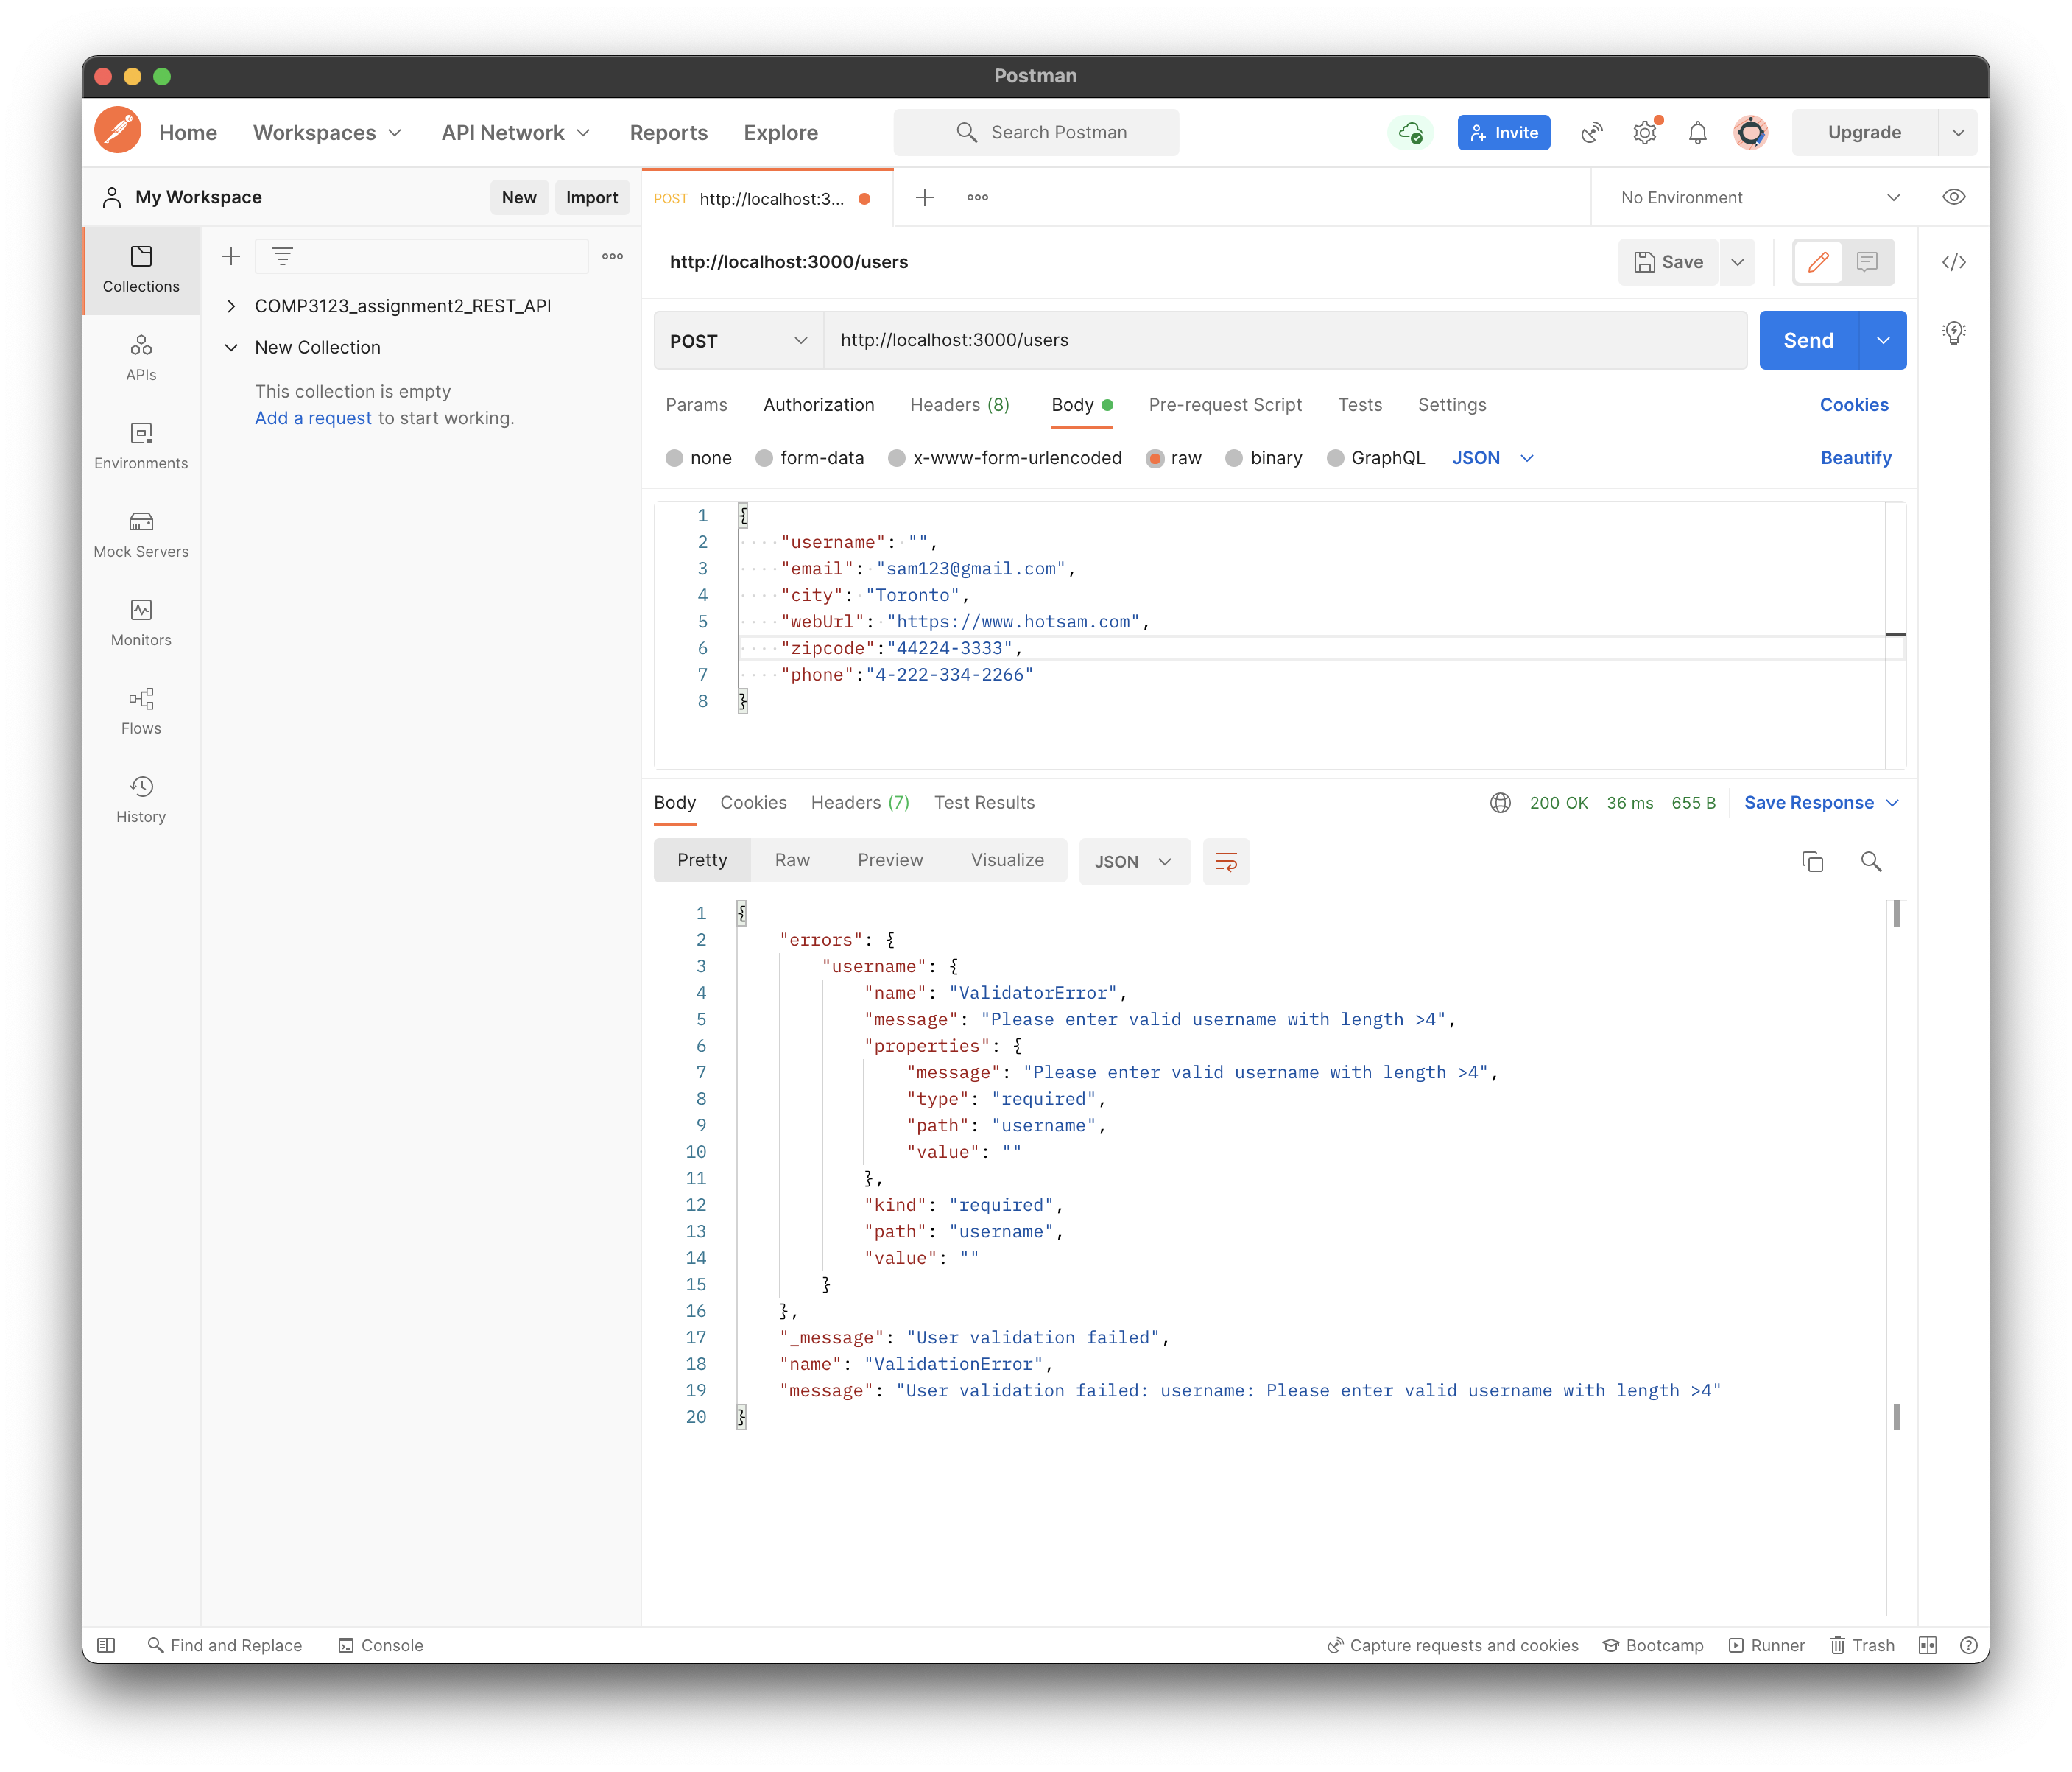 Postman
Home Workspaces API Network Reports Explore Search Postman Invite Upgrade
My Workspace New Import POST http://localhost:3... No Environment
Collections
APIs
Environments
Mock Servers
Monitors
Flows
History
COMP3123_assignment2_REST_API
New Collection
This collection is empty
Add a request to start working.
http://localhost:3000/users Save
POST http://localhost:3000/users Send
Params Authorization Headers (8) Body Pre-request Script Tests Settings Cookies
none form-data x-www-form-urlencoded raw binary GraphQL JSON Beautify
1 {
2 "username": "",
3 "email": "sam123@gmail.com",
4 "city": "Toronto",
5 "webUrl": "https://www.hotsam.com",
6 "zipcode":"44224-3333",
7 "phone":"4-222-334-2266"
8 }
Body Cookies Headers (7) Test Results 200 OK 36 ms 655 B Save Response
Pretty Raw Preview Visualize JSON
1 {
2 "errors": {
3 "username": {
4 "name": "ValidatorError",
5 "message": "Please enter valid username with length >4",
6 "properties": {
7 "message": "Please enter valid username with length >4",
8 "type": "required",
9 "path": "username",
10 "value": ""
11 },
12 "kind": "required",
13 "path": "username",
14 "value": ""
15 }
16 },
17 "_message": "User validation failed",
18 "name": "ValidationError",
19 "message": "User validation failed: username: Please enter valid username with length >4"
20 }
Find and Replace Console Capture requests and cookies Bootcamp Runner Trash